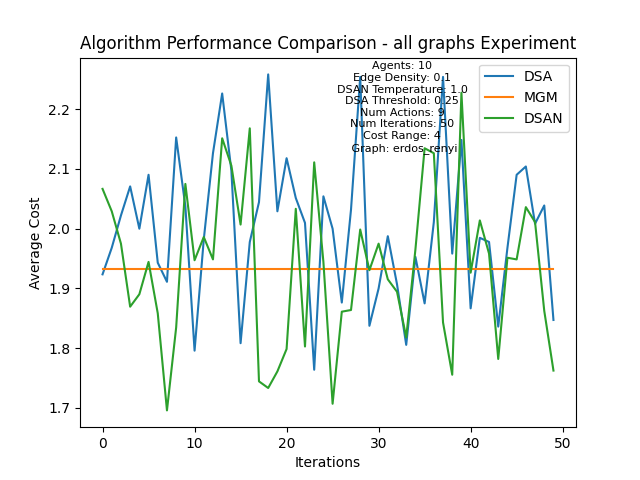 Algorithm Performance Comparison - all graphs Experiment
Agents: 10
Edge Density: 0.1
DSAN Temperature: 1.0
DSA Threshold: 0.25
Num Actions: 9
Num Iterations: 50
Cost Range: 4
Graph: erdos_renyi
DSA
MGM
DSAN
Average Cost
2.2
2.1
2.0
1.9
1.8
1.7
0
10
20
30
40
50
Iterations